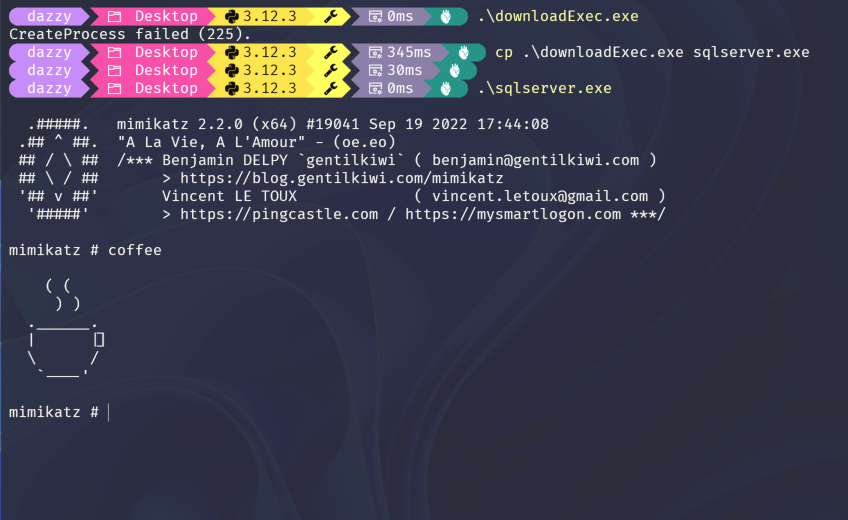 dazzy Desktop 3.12.3 0ms .\downloadExec.exe
CreateProcess failed (225).
dazzy Desktop 3.12.3 345ms cp .\downloadExec.exe sqlserver.exe
dazzy Desktop 3.12.3 30ms
dazzy Desktop 3.12.3 0ms .\sqlserver.exe
.#####. mimikatz 2.2.0 (x64) #19041 Sep 19 2022 17:44:08
.## ^ ##. "A La Vie, A L'Amour" - (oe.eo)
## / \ ## /*** Benjamin DELPY `gentilkiwi` ( benjamin@gentilkiwi.com )
## \ / ## > https://blog.gentilkiwi.com/mimikatz
'## v ##' Vincent LE TOUX ( vincent.letoux@gmail.com )
'#####' > https://pingcastle.com / https://mysmartlogon.com ***/
mimikatz # coffee
( (
) )
.______.
| |]
\ /
`____'
mimikatz #